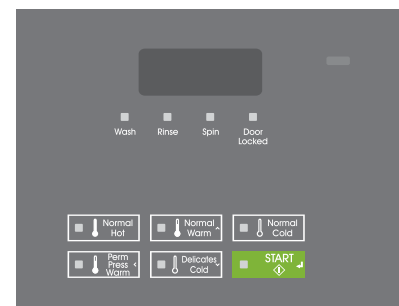 Wash Rinse Spin Door
Locked
Normal
Hot
Normal
Warm
Normal
Cold
Perm
Press
Warm
Delicates
Cold
START